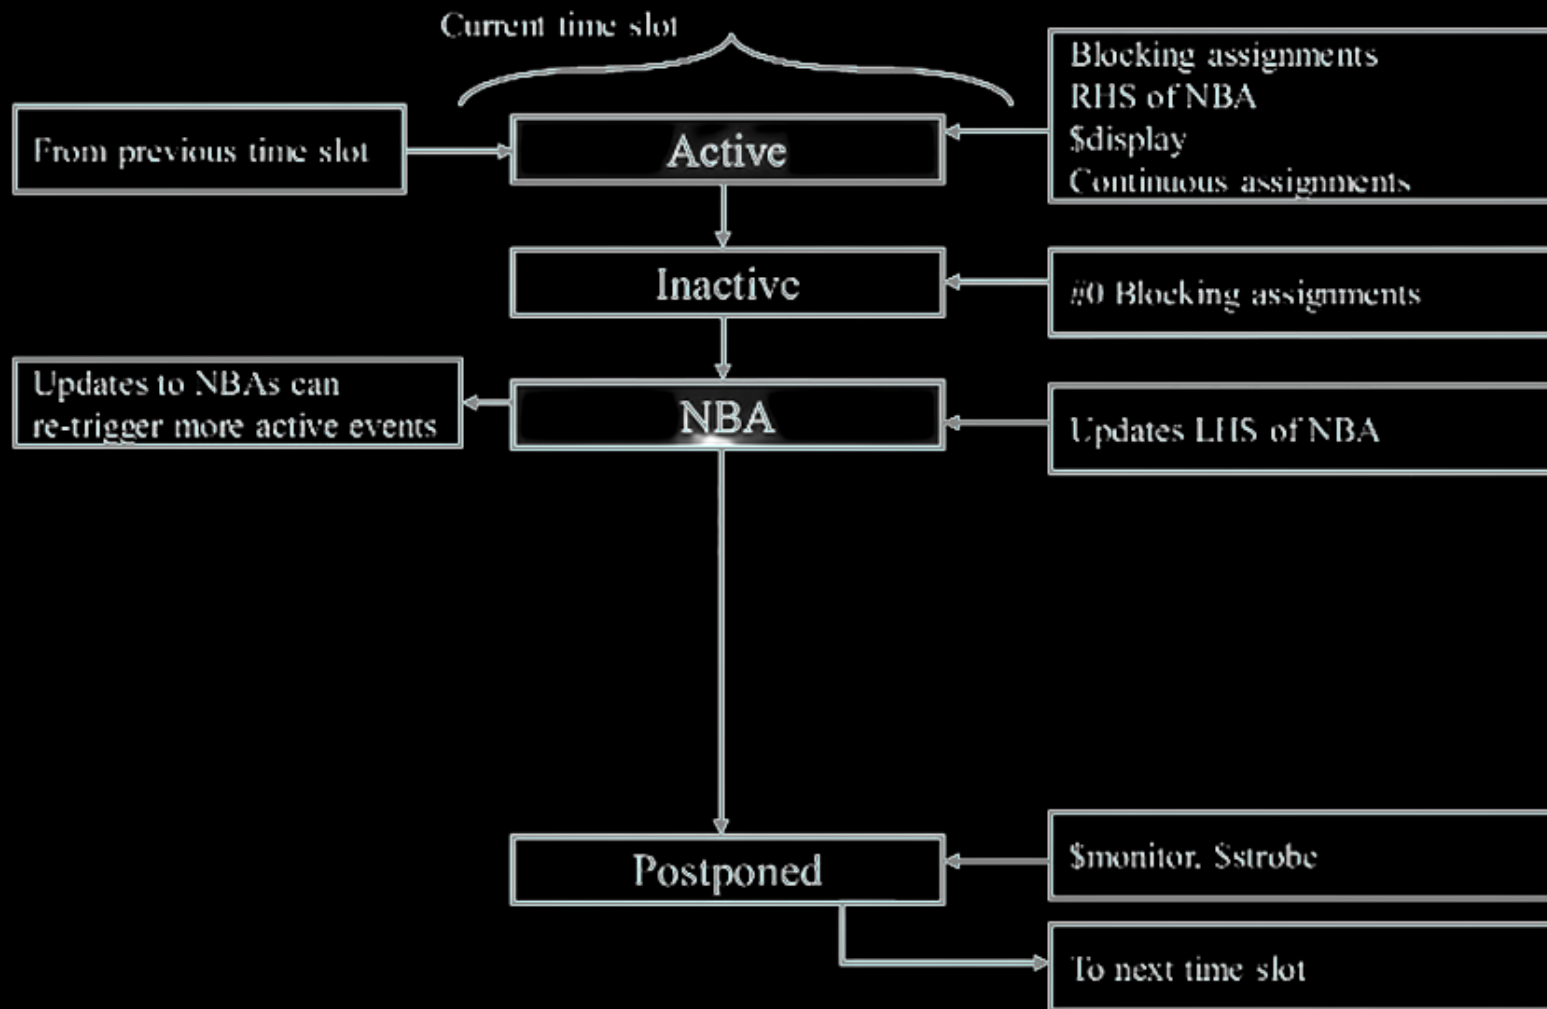 Current time slot
Blocking assignments
RHS of NBA
$display
Continuous assignments
From previous time slot
Active
Inactive
#0 Blocking assignments
Updates to NBAs can
re-trigger more active events
NBA
Updates LHS of NBA
Postponed
$monitor, $strobe
To next time slot